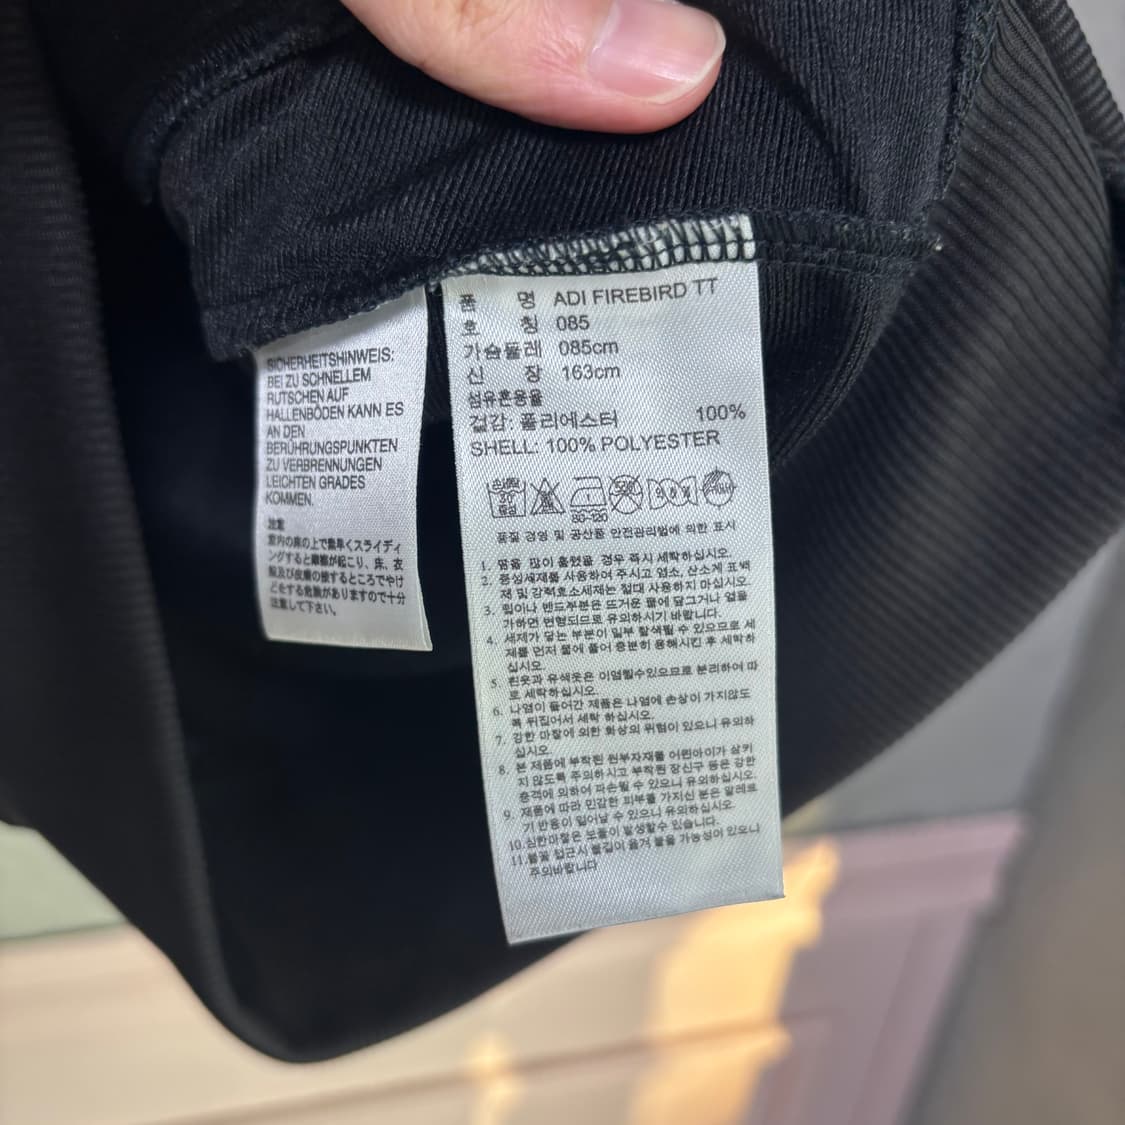 SICHERHEITSHINWEIS:
BEI ZU SCHNELLEM
RUTSCHEN AUF
HALLENBÖDEN KANN ES
AN DEN
BERÜHRUNGSPUNKTEN
ZU VERBRENNUNGEN
LEICHTEN GRADES
KOMMEN.
注意
室内の床の上で素早くスライディ
ングすると摩擦が起こり、床、衣
服及び皮膚の接するところでやけ
どをする危険がありますので十分
注意して下さい。
품 명 ADI FIREBIRD TT
호 칭 085
가슴둘레 085cm
신 장 163cm
섬유혼용율
겉감: 폴리에스터 100%
SHELL: 100% POLYESTER
80-120
품질 경영 및 공산품 안전관리법에 의한 표시
1. 땀을 많이 흘렸을 경우 즉시 세탁하십시오.
2. 중성세제를 사용하여 주시고 염소, 산소계 표백
제 및 강력효소세제는 절대 사용하지 마십시오.
3. 립이나 밴드부분은 뜨거운 물에 담그거나 열을
가하면 변형되므로 유의하시기 바랍니다.
4. 세제가 닿는 부분이 일부 탈색될 수 있으므로 세
제를 먼저 물에 풀어 충분히 용해시킨 후 세탁하
십시오.
5. 흰옷과 유색옷은 이염될수있으므로 분리하여 따
로 세탁하십시오.
6. 나염이 들어간 제품은 나염에 손상이 가지않도
록 뒤집어서 세탁 하십시오.
7. 강한 마찰에 의한 화상의 위험이 있으니 유의하
십시오.
8. 본 제품에 부착된 원부자재를 어린아이가 삼키
지 않도록 주의하시고 부착된 장신구 등은 강한
충격에 의하여 파손될 수 있으니 유의하십시오.
9. 제품에 따라 민감한 피부를 가지신 분은 알레르
기 반응이 일어날 수 있으니 유의하십시오.
10. 심한마찰은 보풀이 발생할수 있습니다.
11. 불꽃 접근시 불길이 옮겨 붙을 가능성이 있으니
주의바랍니다